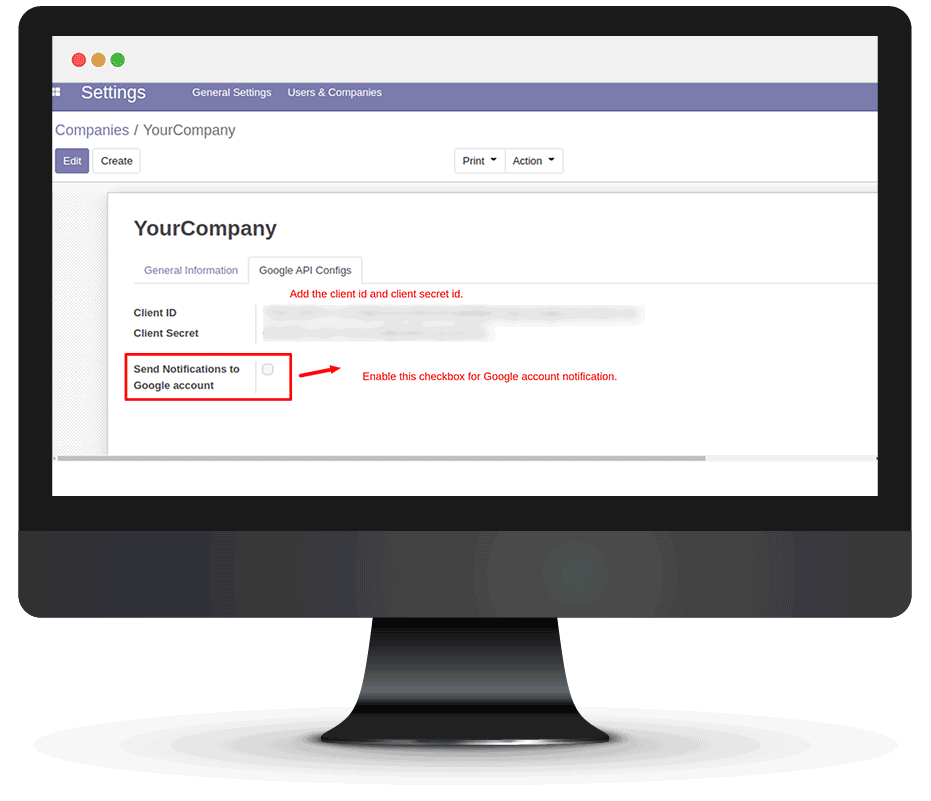 Settings General Settings Users & Companies
Companies / YourCompany
Edit Create Print Action
YourCompany
General Information Google API Configs
Add the client id and client secret id.
Client ID
Client Secret
Send Notifications to
Google account
Enable this checkbox for Google account notification.